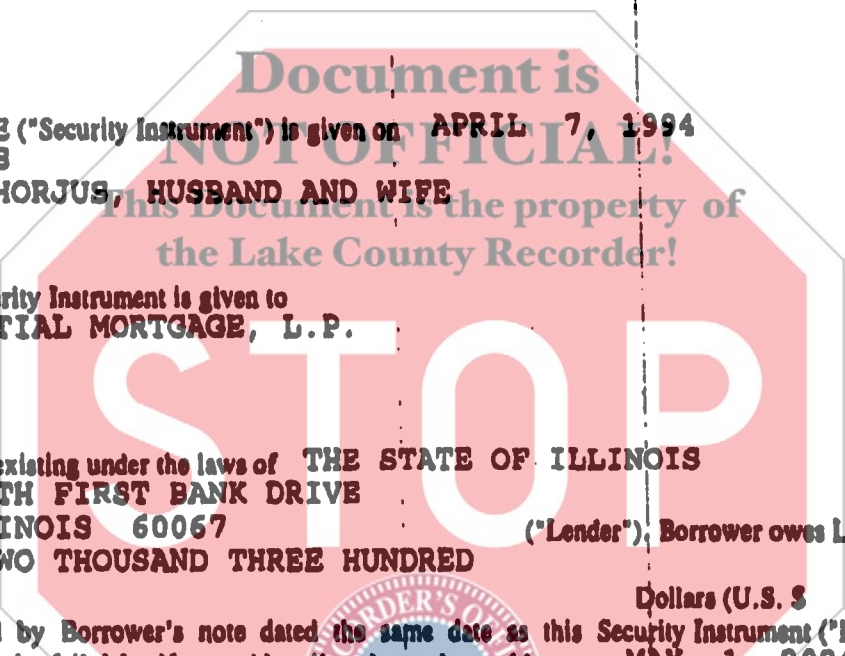 Document is
E ("Security Instrument") is given on APRIL 7, 1994
NOT OFFICIAL!
B
HORJUS, HUSBAND AND WIFE
This Document is the property of
the Lake County Recorder!
rity Instrument is given to
TIAL MORTGAGE, L.P.
STOP
existing under the laws of THE STATE OF ILLINOIS
TH FIRST BANK DRIVE
INOIS 60067 ("Lender"). Borrower owes L
WO THOUSAND THREE HUNDRED
Dollars (U.S. $
CORDER'S OF
by Borrower's note dated the same date as this Security Instrument ("